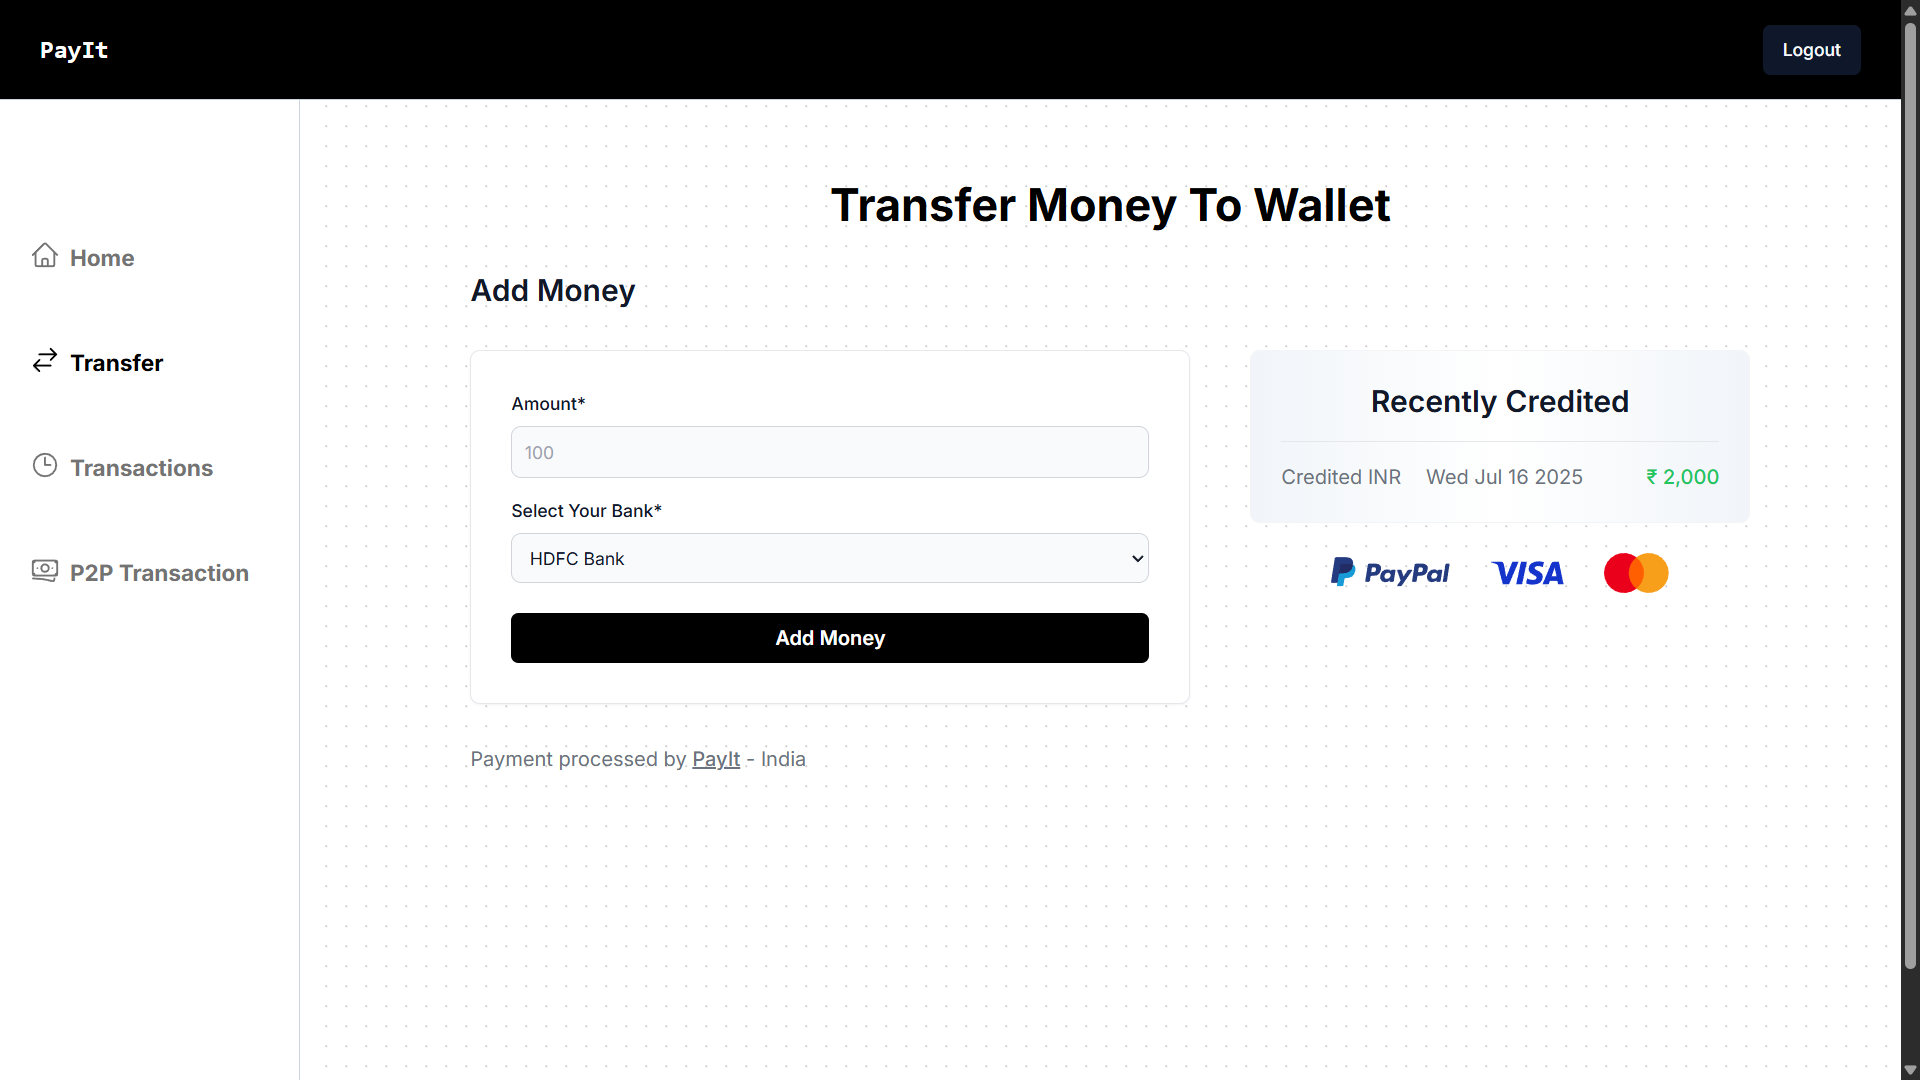 PayIt
Logout
Home
Transfer
Transactions
P2P Transaction
Transfer Money To Wallet
Add Money
Amount*
100
Select Your Bank*
HDFC Bank
Add Money
Payment processed by PayIt - India
Recently Credited
Credited INR Wed Jul 16 2025 ₹ 2,000
PayPal VISA